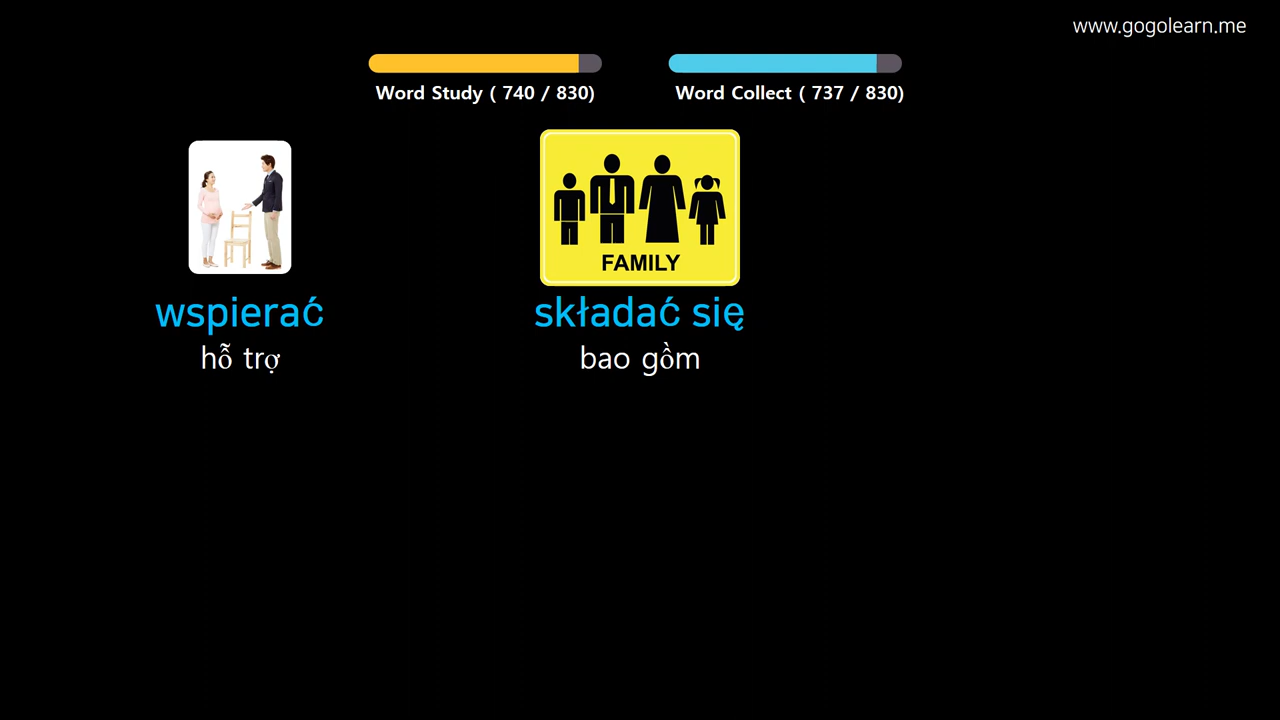 www.gogolearn.me
Word Study ( 740 / 830)
Word Collect ( 737 / 830)
FAMILY
wspierać
składać się
hỗ trợ
bao gồm